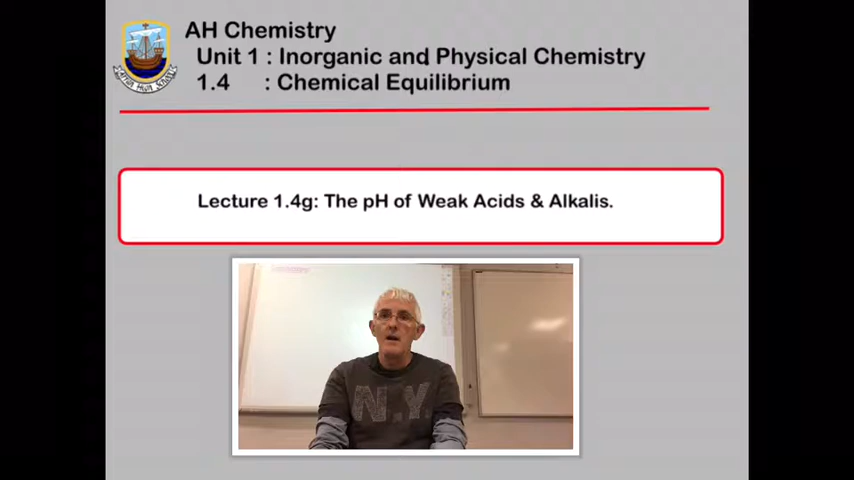 AH Chemistry
Unit 1 : Inorganic and Physical Chemistry
1.4 : Chemical Equilibrium
Lecture 1.4g: The pH of Weak Acids & Alkalis.
N.Y.